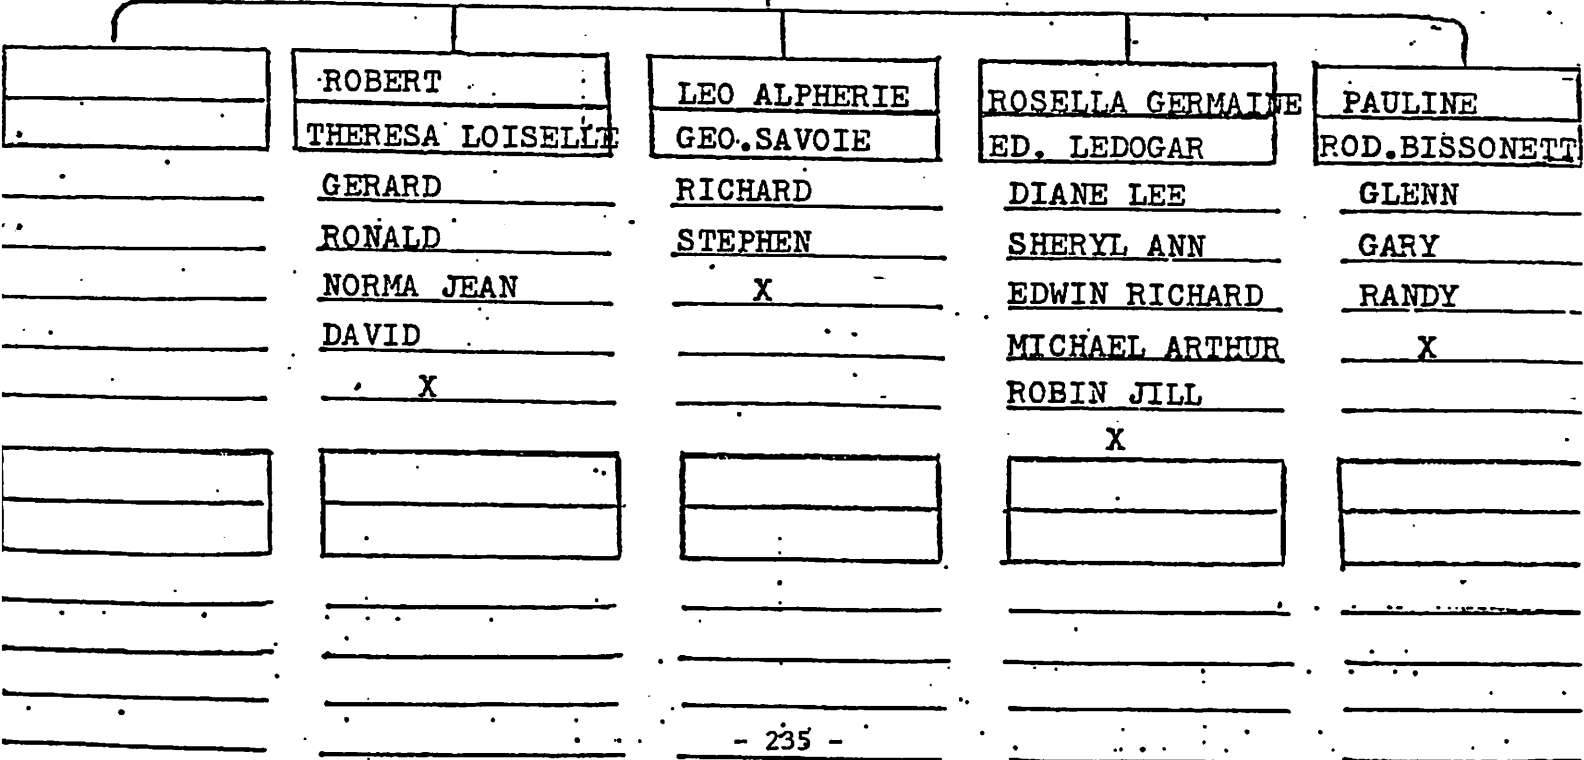 ROBERT
THERESA LOISELLE
GERARD
RONALD
NORMA JEAN
DAVID
X
LEO ALPHERIE
GEO.SAVOIE
RICHARD
STEPHEN
X
ROSELLA GERMAINE
ED. LEDOGAR
DIANE LEE
SHERYL ANN
EDWIN RICHARD
MICHAEL ARTHUR
ROBIN JILL
X
PAULINE
ROD.BISSONETT
GLENN
GARY
RANDY
X
- 235 -